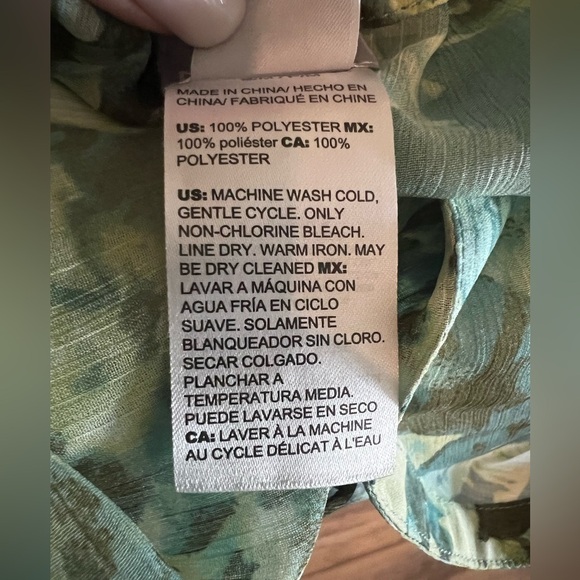 MADE IN CHINA/ HECHO EN
CHINA/ FABRIQUÉ EN CHINE
US: 100% POLYESTER MX:
100% poliéster CA: 100%
POLYESTER
US: MACHINE WASH COLD,
GENTLE CYCLE. ONLY
NON-CHLORINE BLEACH.
LINE DRY. WARM IRON. MAY
BE DRY CLEANED MX:
LAVAR A MÁQUINA CON
AGUA FRÍA EN CICLO
SUAVE. SOLAMENTE
BLANQUEADOR SIN CLORO.
SECAR COLGADO.
PLANCHAR A
TEMPERATURA MEDIA.
PUEDE LAVARSE EN SECO
CA: LAVER À LA MACHINE
AU CYCLE DÉLICAT À L'EAU